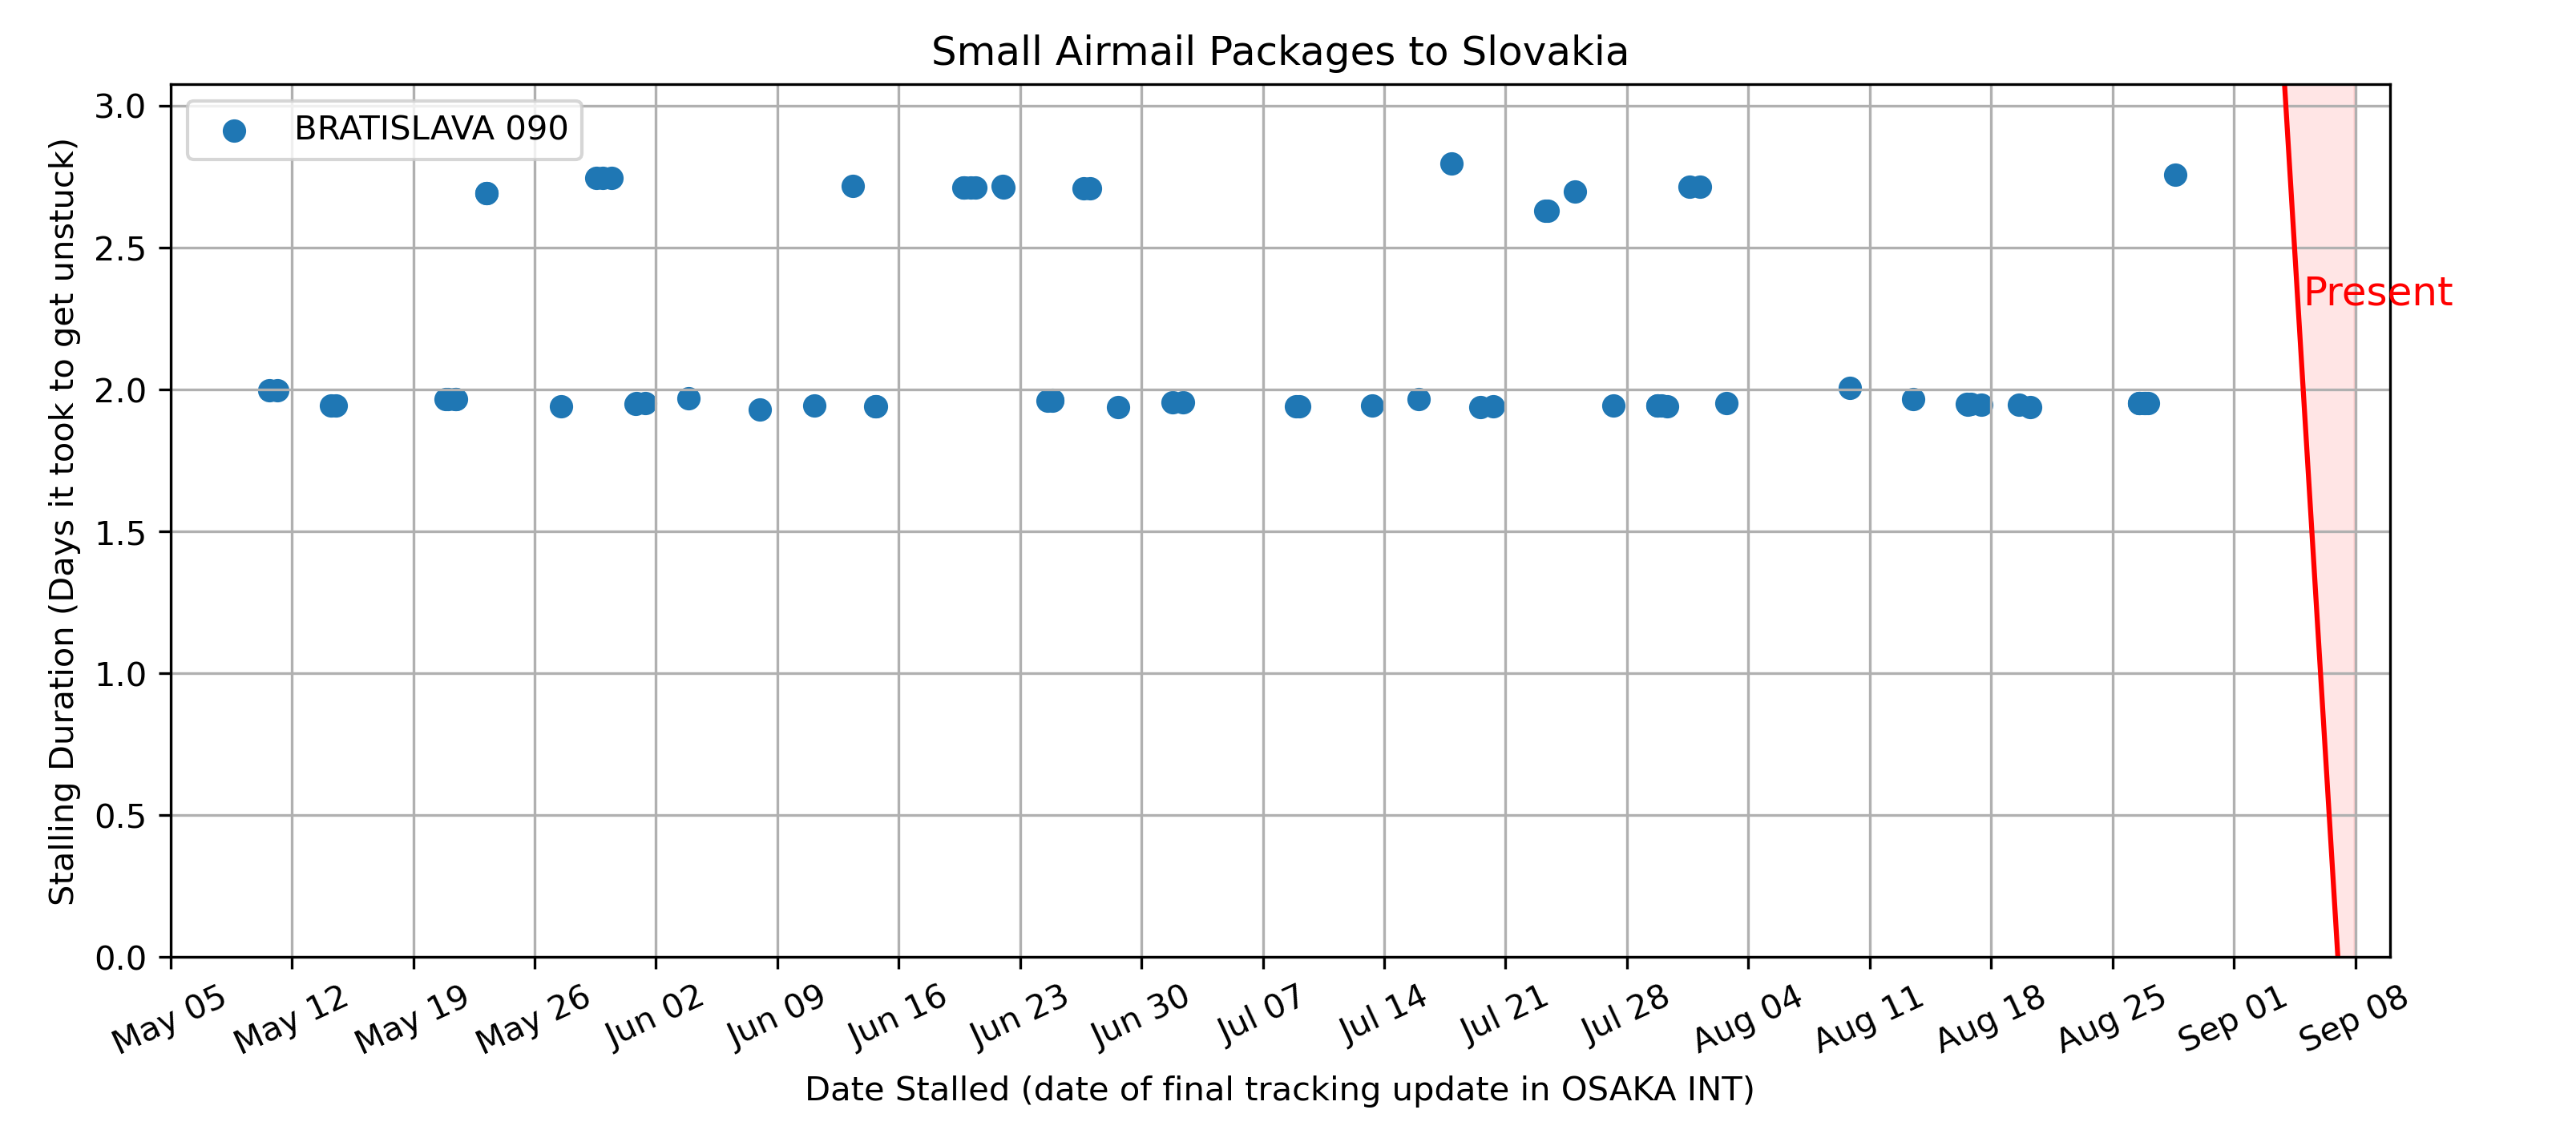 Small Airmail Packages to Slovakia
BRATISLAVA 090
Present
Stalling Duration (Days it took to get unstuck)
3.0
2.5
2.0
1.5
1.0
0.5
0.0
May 05
May 12
May 19
May 26
Jun 02
Jun 09
Jun 16
Jun 23
Jun 30
Jul 07
Jul 14
Jul 21
Jul 28
Aug 04
Aug 11
Aug 18
Aug 25
Sep 01
Sep 08
Date Stalled (date of final tracking update in OSAKA INT)